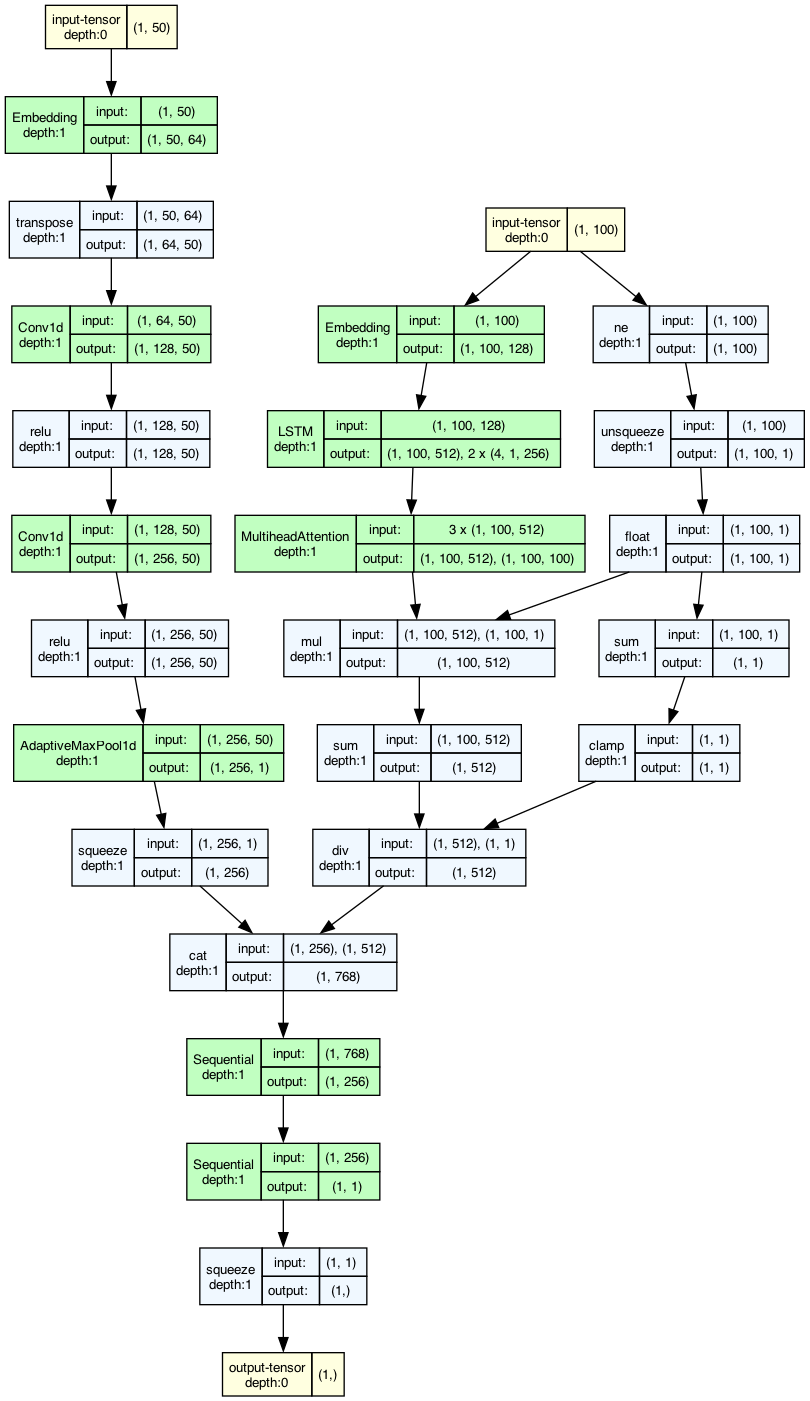 input-tensor
depth:0
(1, 50)
Embedding
depth:1
input:
(1, 50)
output:
(1, 50, 64)
transpose
depth:1
input:
(1, 50, 64)
output:
(1, 64, 50)
input-tensor
depth:0
(1, 100)
Conv1d
depth:1
input:
(1, 64, 50)
output:
(1, 128, 50)
Embedding
depth:1
input:
(1, 100)
output:
(1, 100, 128)
ne
depth:1
input:
(1, 100)
output:
(1, 100)
relu
depth:1
input:
(1, 128, 50)
output:
(1, 128, 50)
LSTM
depth:1
input:
(1, 100, 128)
output:
(1, 100, 512), 2 x (4, 1, 256)
unsqueeze
depth:1
input:
(1, 100)
output:
(1, 100, 1)
Conv1d
depth:1
input:
(1, 128, 50)
output:
(1, 256, 50)
MultiheadAttention
depth:1
input:
3 x (1, 100, 512)
output:
(1, 100, 512), (1, 100, 100)
float
depth:1
input:
(1, 100, 1)
output:
(1, 100, 1)
relu
depth:1
input:
(1, 256, 50)
output:
(1, 256, 50)
mul
depth:1
input:
(1, 100, 512), (1, 100, 1)
output:
(1, 100, 512)
sum
depth:1
input:
(1, 100, 1)
output:
(1, 1)
AdaptiveMaxPool1d
depth:1
input:
(1, 256, 50)
output:
(1, 256, 1)
sum
depth:1
input:
(1, 100, 512)
output:
(1, 512)
clamp
depth:1
input:
(1, 1)
output:
(1, 1)
squeeze
depth:1
input:
(1, 256, 1)
output:
(1, 256)
div
depth:1
input:
(1, 512), (1, 1)
output:
(1, 512)
cat
depth:1
input:
(1, 256), (1, 512)
output:
(1, 768)
Sequential
depth:1
input:
(1, 768)
output:
(1, 256)
Sequential
depth:1
input:
(1, 256)
output:
(1, 1)
squeeze
depth:1
input:
(1, 1)
output:
(1,)
output-tensor
depth:0
(1,)